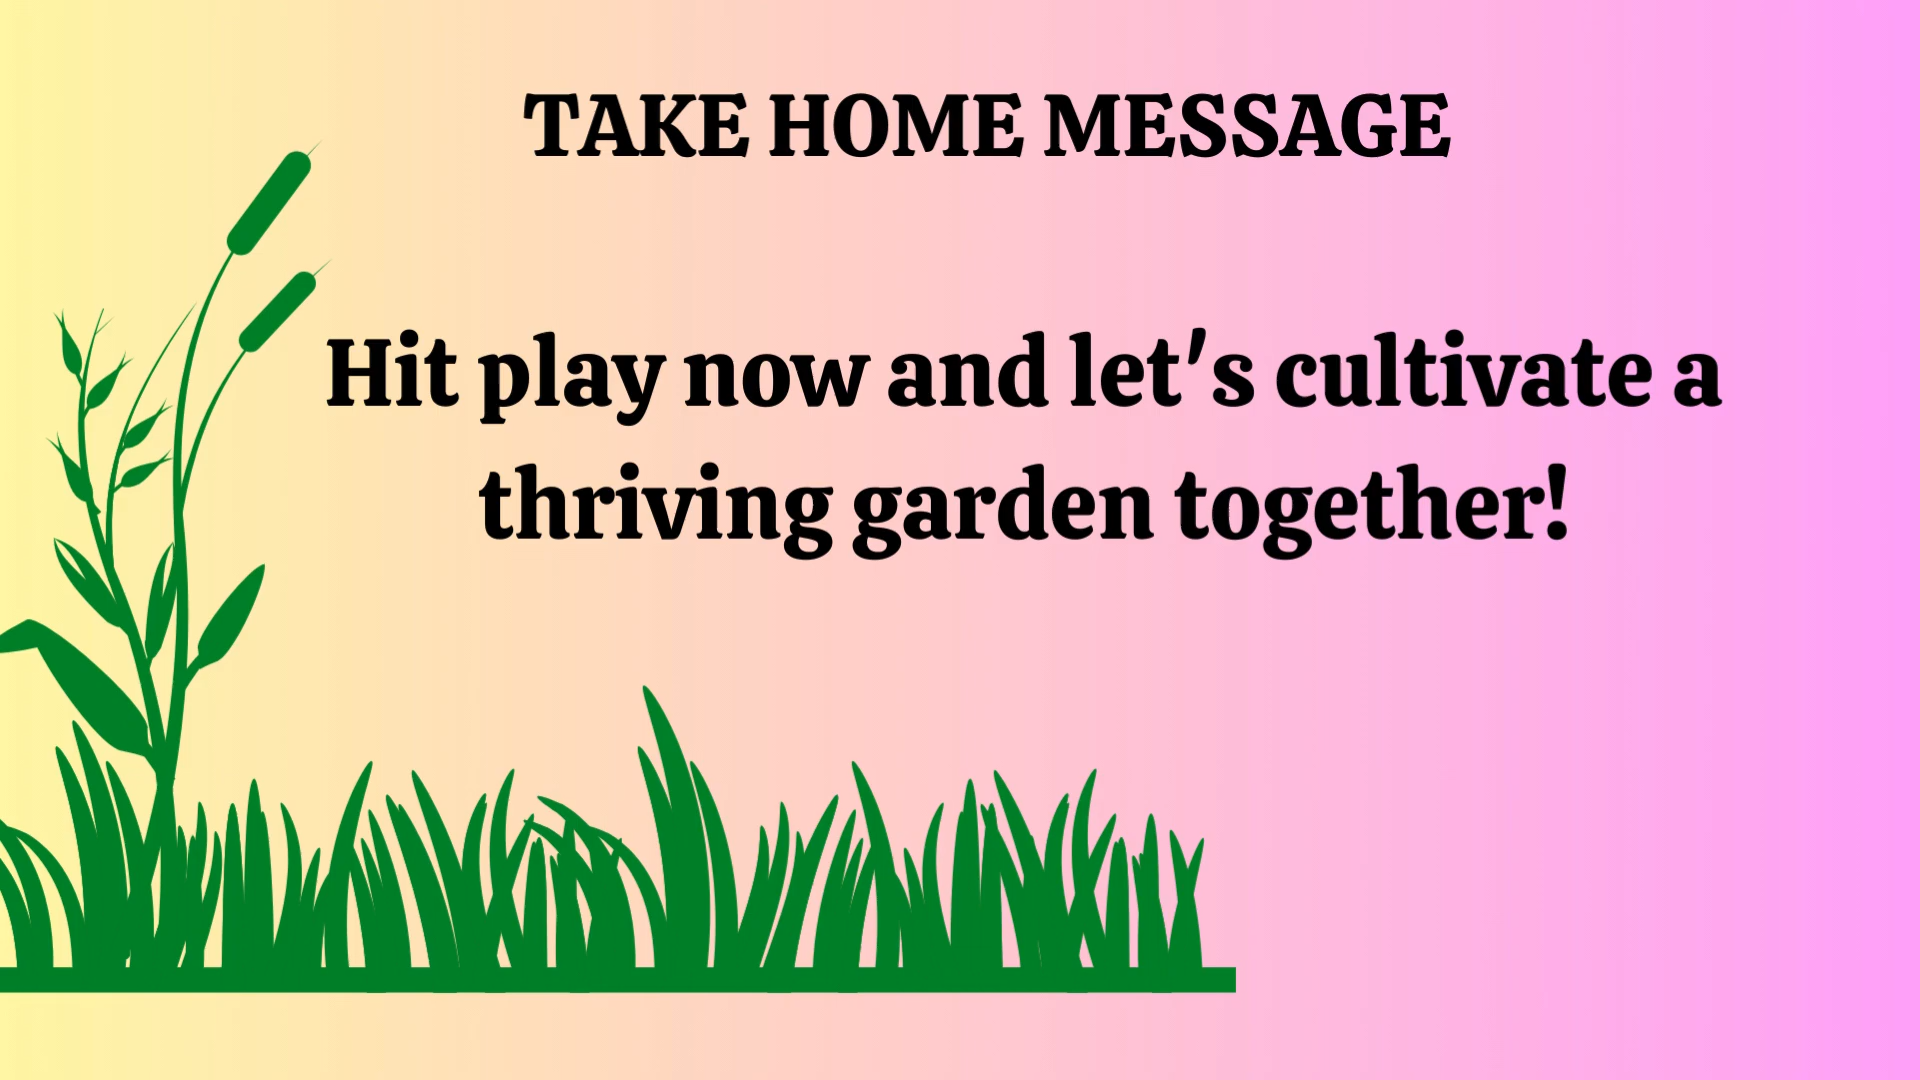 TAKE HOME MESSAGE
Hit play now and let's cultivate a
thriving garden together!